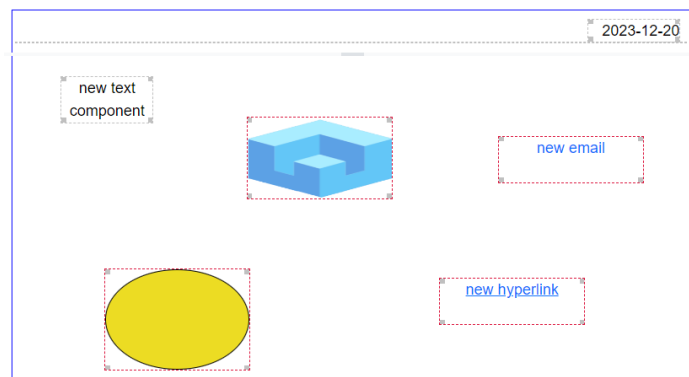 2023-12-20
new text
component
new email
new hyperlink